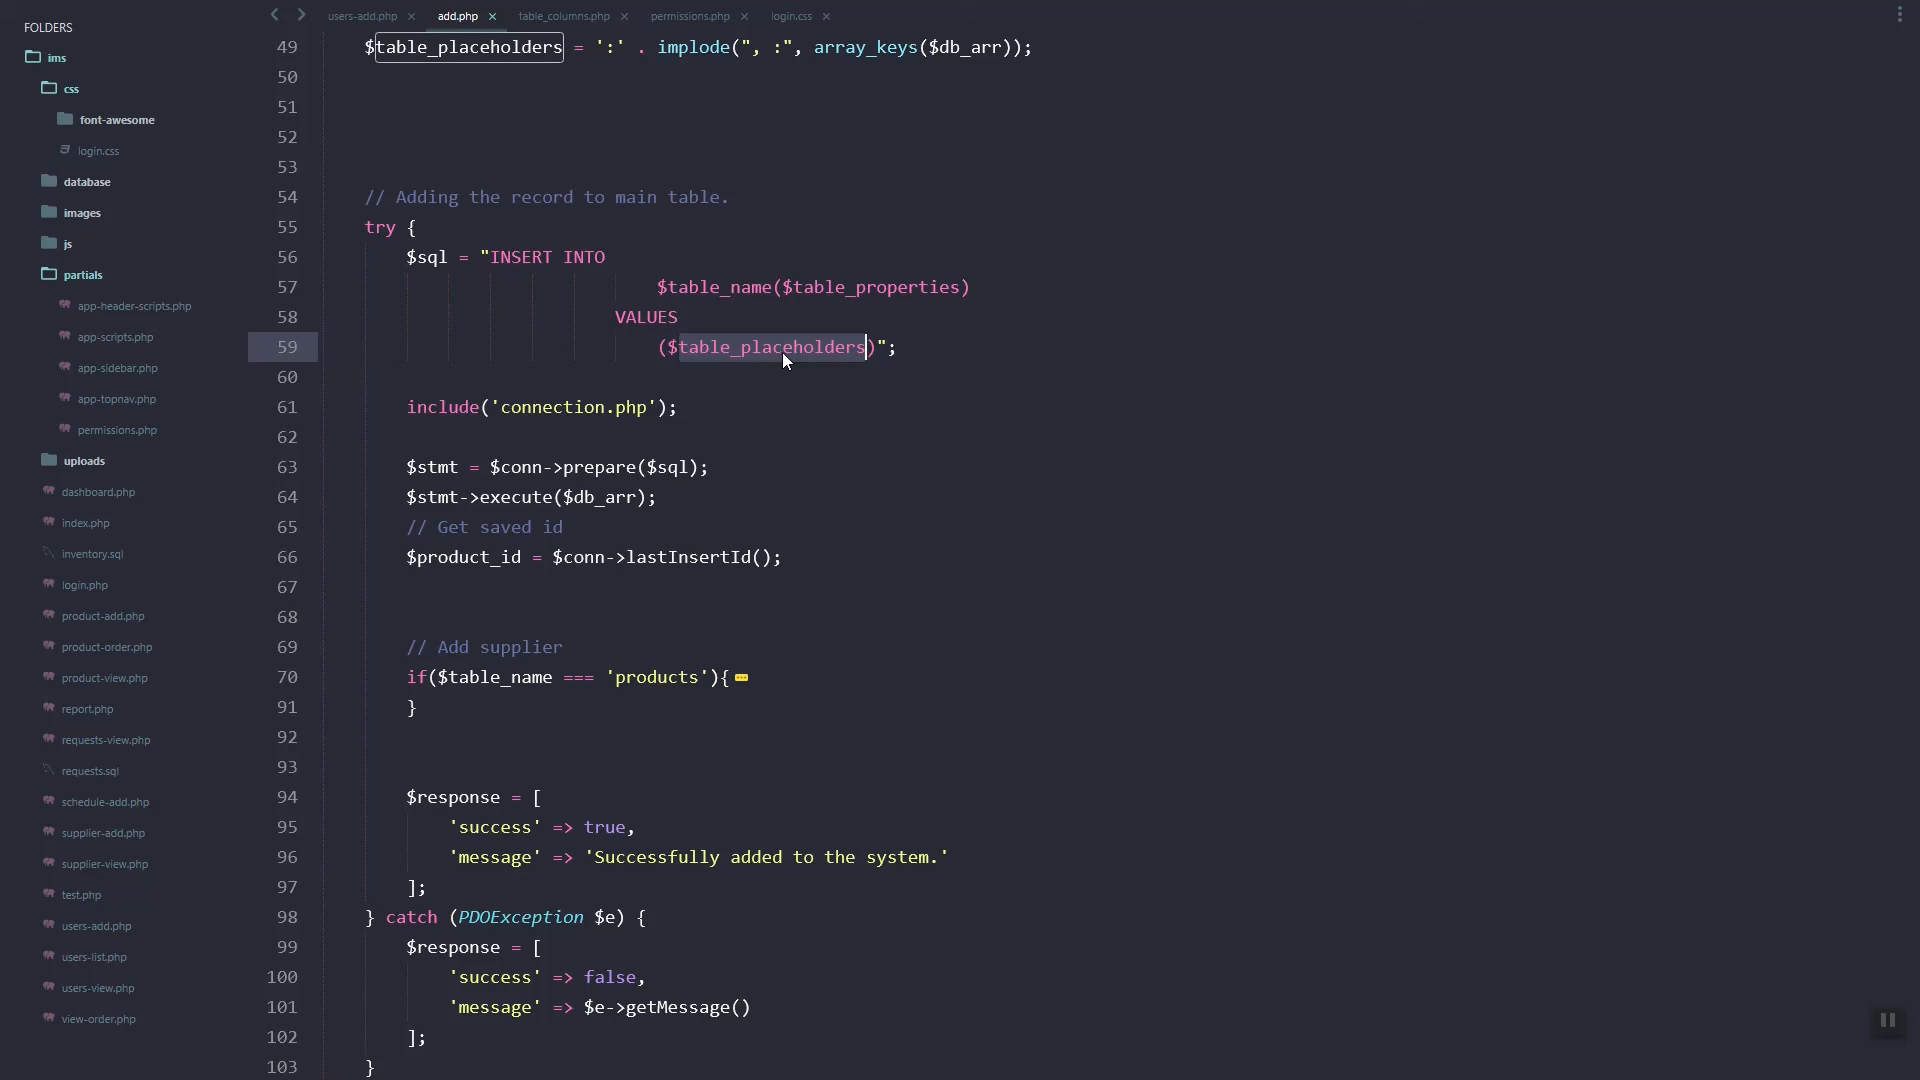 FOLDERS
ims
css
font-awesome
login.css
database
images
js
partials
app-header-scripts.php
app-scripts.php
app-sidebar.php
app-topnav.php
permissions.php
uploads
dashboard.php
index.php
inventory.sql
login.php
product-add.php
product-order.php
product-view.php
report.php
requests-view.php
requests.sql
schedule-add.php
supplier-add.php
supplier-view.php
test.php
users-add.php
users-list.php
users-view.php
view-order.php
users-add.php × add.php × table_columns.php × permissions.php × login.css ×
49 $table_placeholders = ':' . implode(", :", array_keys($db_arr));
50
51
52
53
54 // Adding the record to main table.
55 try {
56 $sql = "INSERT INTO
57 $table_name($table_properties)
58 VALUES
59 ($table_placeholders)";
60
61 include('connection.php');
62
63 $stmt = $conn->prepare($sql);
64 $stmt->execute($db_arr);
65 // Get saved id
66 $product_id = $conn->lastInsertId();
67
68
69 // Add supplier
70 if($table_name === 'products'){
91 }
92
93
94 $response = [
95 'success' => true,
96 'message' => 'Successfully added to the system.'
97 ];
98 } catch (PDOException $e) {
99 $response = [
100 'success' => false,
101 'message' => $e->getMessage()
102 ];
103 }